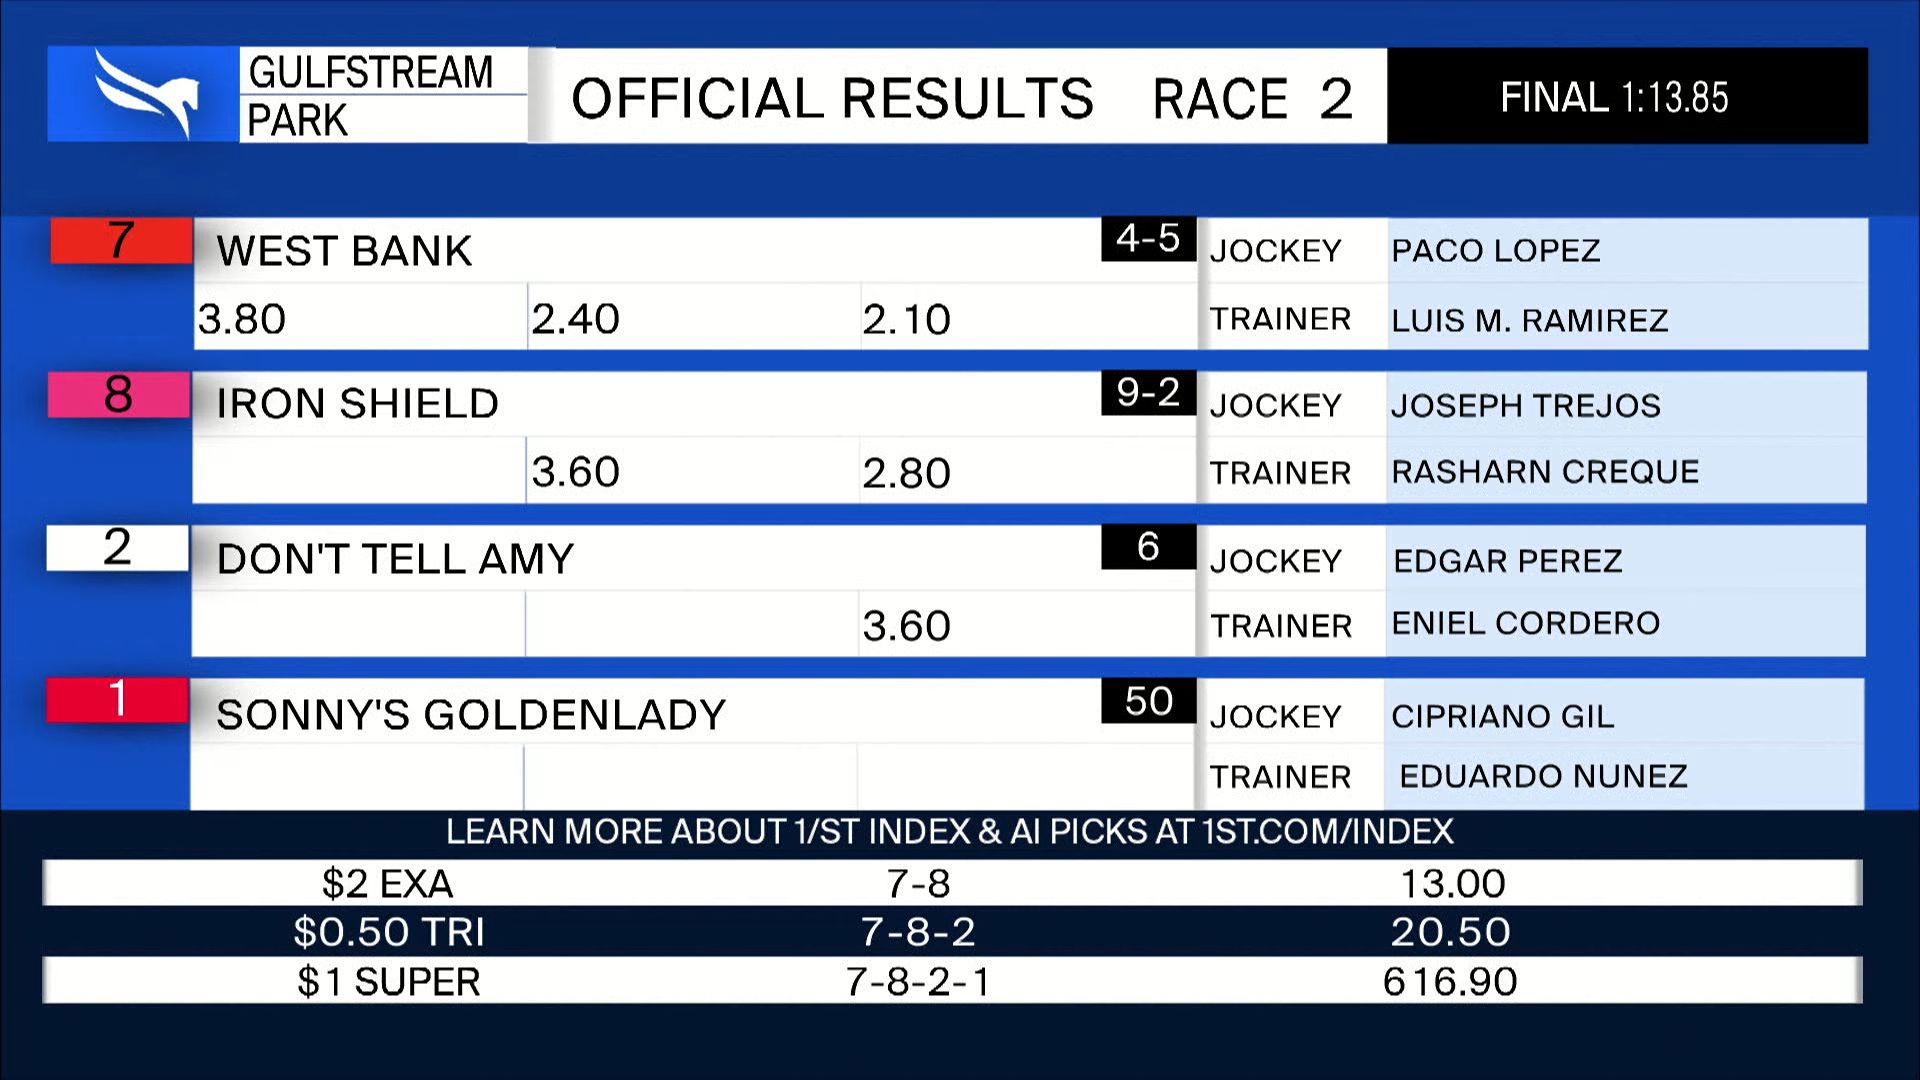 GULFSTREAM
PARK
OFFICIAL RESULTS RACE 2
FINAL 1:13.85
7
WEST BANK
4-5
JOCKEY PACO LOPEZ
3.80 2.40 2.10
TRAINER LUIS M. RAMIREZ
8
IRON SHIELD
9-2
JOCKEY JOSEPH TREJOS
3.60 2.80
TRAINER RASHARN CREQUE
2
DON'T TELL AMY
6
JOCKEY EDGAR PEREZ
3.60
TRAINER ENIEL CORDERO
1
SONNY'S GOLDENLADY
50
JOCKEY CIPRIANO GIL
TRAINER EDUARDO NUNEZ
LEARN MORE ABOUT 1/ST INDEX & AI PICKS AT 1ST.COM/INDEX
$2 EXA 7-8 13.00
$0.50 TRI 7-8-2 20.50
$1 SUPER 7-8-2-1 616.90